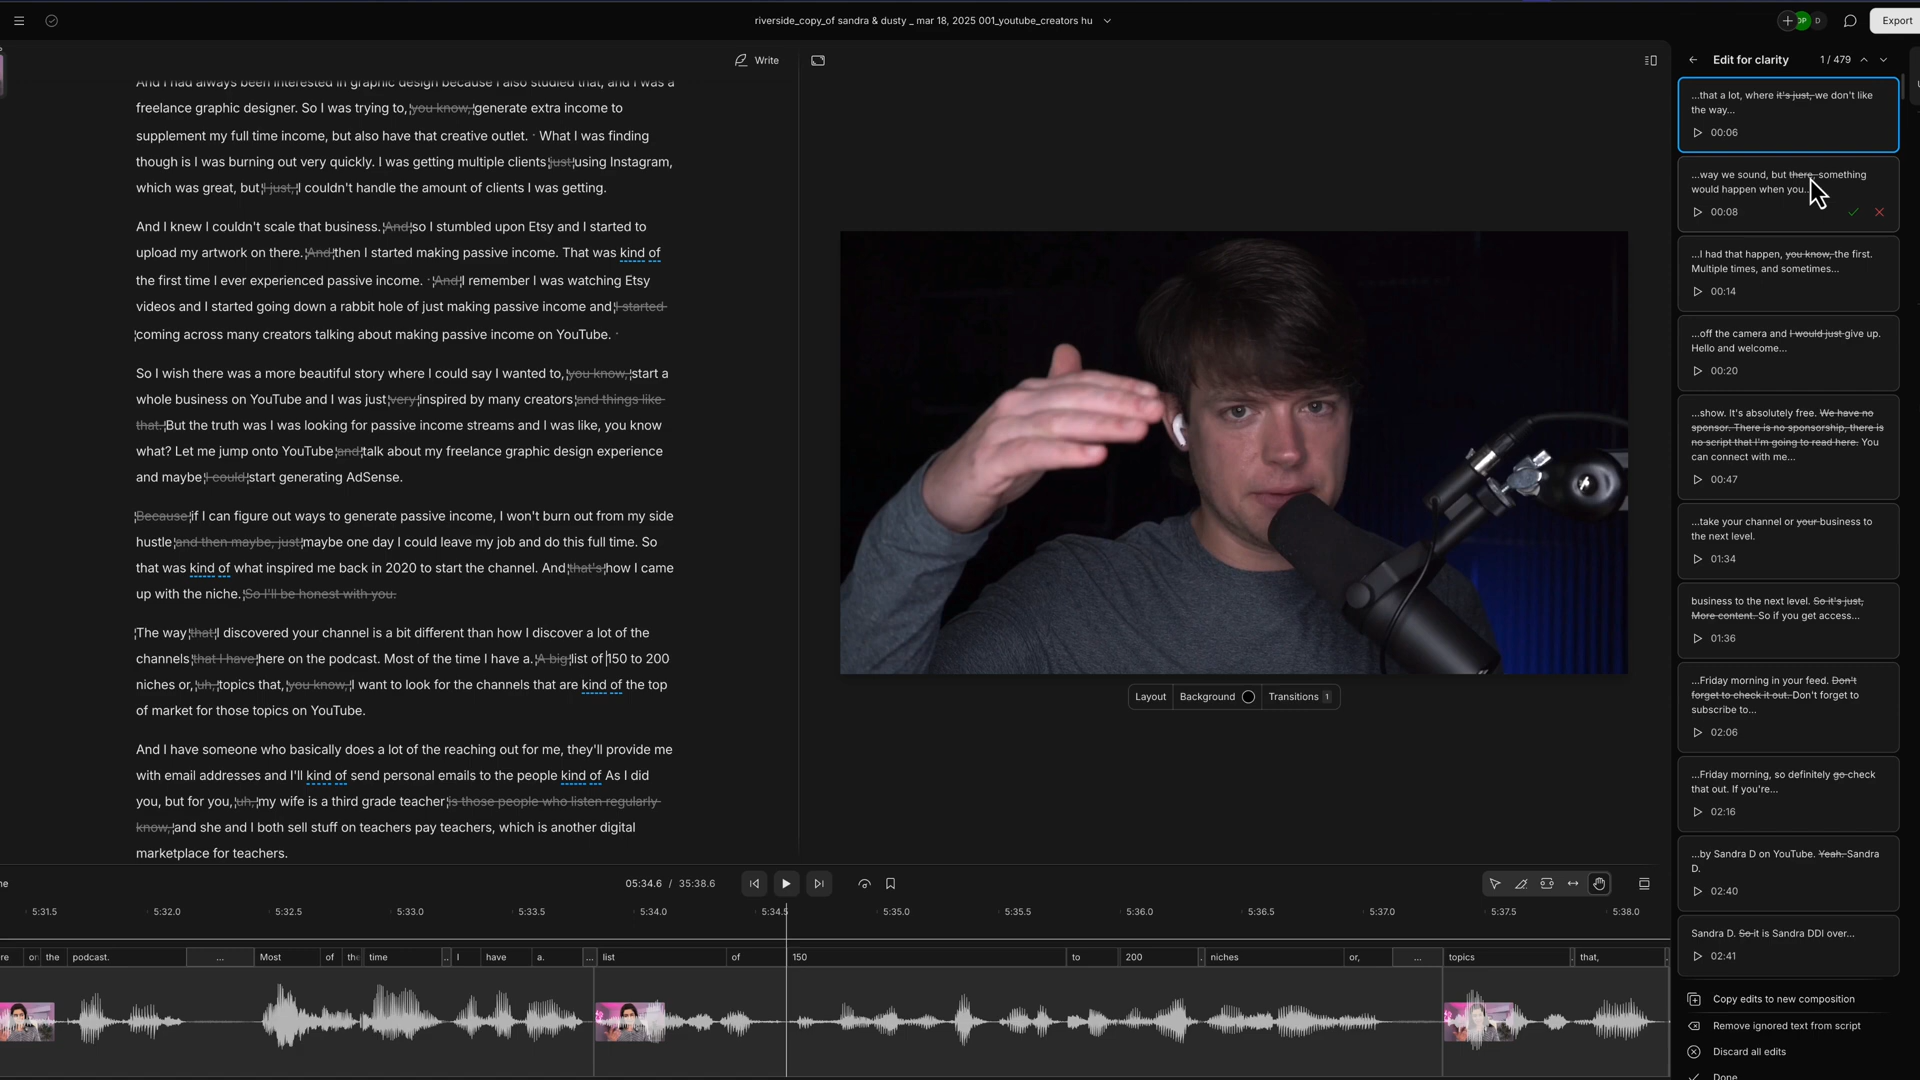 riverside_copy_of sandra & dusty _ mar 18, 2025 001_youtube_creators hu
DP
D
Export
Write
And I had always been interested in graphic design because I also studied that, and I was a
freelance graphic designer. So I was trying to, you know, generate extra income to
supplement my full time income, but also have that creative outlet. What I was finding
though is I was burning out very quickly. I was getting multiple clients just using Instagram,
which was great, but I just, I couldn't handle the amount of clients I was getting.
And I knew I couldn't scale that business. And so I stumbled upon Etsy and I started to
upload my artwork on there. And then I started making passive income. That was kind of
the first time I ever experienced passive income. And I remember I was watching Etsy
videos and I started going down a rabbit hole of just making passive income and I started
coming across many creators talking about making passive income on YouTube.
So I wish there was a more beautiful story where I could say I wanted to, you know, start a
whole business on YouTube and I was just very inspired by many creators and things like
that. But the truth was I was looking for passive income streams and I was like, you know
what? Let me jump onto YouTube and talk about my freelance graphic design experience
and maybe I could start generating AdSense.
Because if I can figure out ways to generate passive income, I won't burn out from my side
hustle and then maybe, just maybe one day I could leave my job and do this full time. So
that was kind of what inspired me back in 2020 to start the channel. And that's how I came
up with the niche. So I'll be honest with you.
The way that I discovered your channel is a bit different than how I discover a lot of the
channels that I have here on the podcast. Most of the time I have a. A big list of 150 to 200
niches or, uh, topics that, you know, I want to look for the channels that are kind of the top
of market for those topics on YouTube.
And I have someone who basically does a lot of the reaching out for me, they'll provide me
with email addresses and I'll kind of send personal emails to the people kind of As I did
you, but for you, uh, my wife is a third grade teacher is those people who listen regularly
know, and she and I both sell stuff on teachers pay teachers, which is another digital
marketplace for teachers.
Layout
Background
Transitions 1
Edit for clarity
1 / 479
...that a lot, where it's just, we don't like
the way...
00:06
...way we sound, but there, something
would happen when you...
00:08
...I had that happen, you know, the first.
Multiple times, and sometimes...
00:14
...off the camera and I would just give up.
Hello and welcome...
00:20
...show. It's absolutely free. We have no
sponsor. There is no sponsorship, there is
no script that I'm going to read here. You
can connect with me...
00:47
...take your channel or your business to
the next level.
01:34
business to the next level. So it's just,
More content. So if you get access...
01:36
...Friday morning in your feed. Don't
forget to check it out. Don't forget to
subscribe to...
02:06
...Friday morning, so definitely go check
that out. If you're...
02:16
...by Sandra D on YouTube. Yeah. Sandra
D.
02:40
Sandra D. So it is Sandra DDI over...
02:41
Copy edits to new composition
Remove ignored text from script
Discard all edits
Done
ne
05:34.6 / 35:38.6
5:31.5 5:32.0 5:32.5 5:33.0 5:33.5 5:34.0 5:34.5 5:35.0 5:35.5 5:36.0 5:36.5 5:37.0 5:37.5 5:38.0
re on the podcast. ... Most of the time .. I have a. ... list of 150 to 200 niches or, ... topics that,